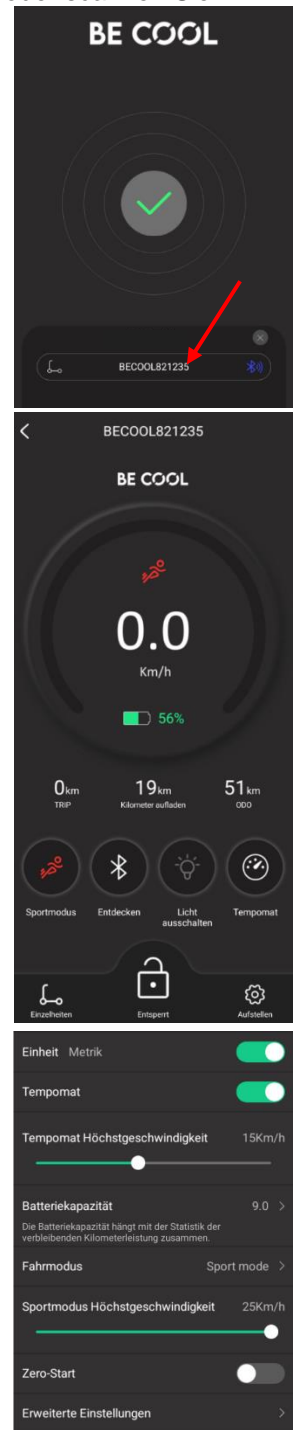 BE COOL
BECOOL821235
BECOOL821235
BE COOL
0.0
Km/h
56%
0km 19km 51km
TRIP Kilometer aufladen ODO
Sportmodus Entdecken Licht ausschalten Tempomat
Einzelheiten Entsperrt Aufstellen
Einheit Metrik
Tempomat
Tempomat Höchstgeschwindigkeit 15Km/h
Batteriekapazität 9.0 >
Die Batteriekapazität hängt mit der Statistik der
verbleibenden Kilometerleistung zusammen.
Fahrmodus Sport mode >
Sportmodus Höchstgeschwindigkeit 25Km/h
Zero-Start
Erweiterte Einstellungen >